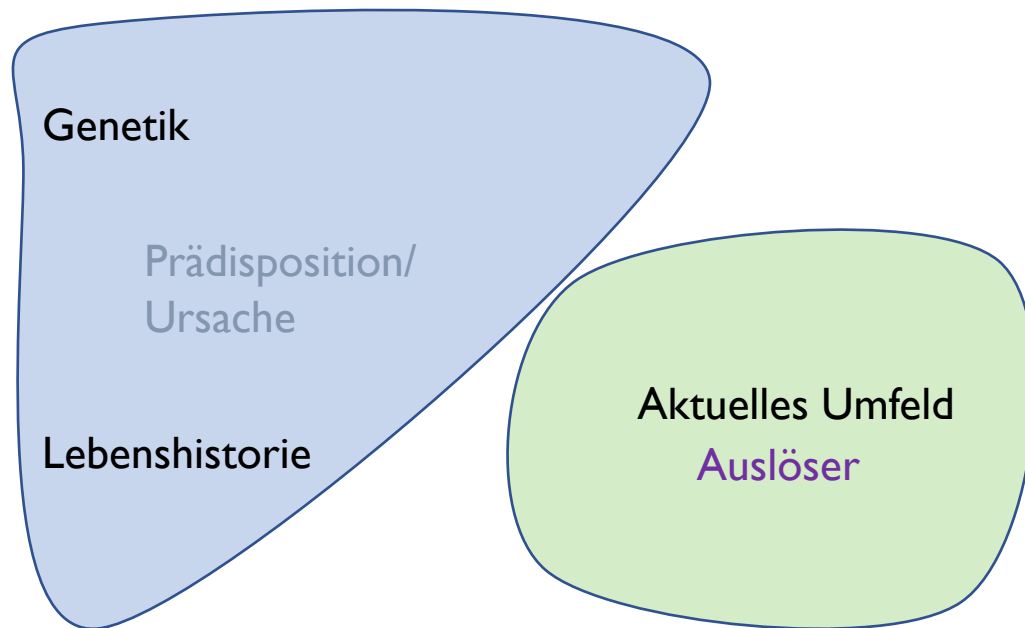 Genetik
Prädisposition/
Ursache
Lebenshistorie
Aktuelles Umfeld
Auslöser